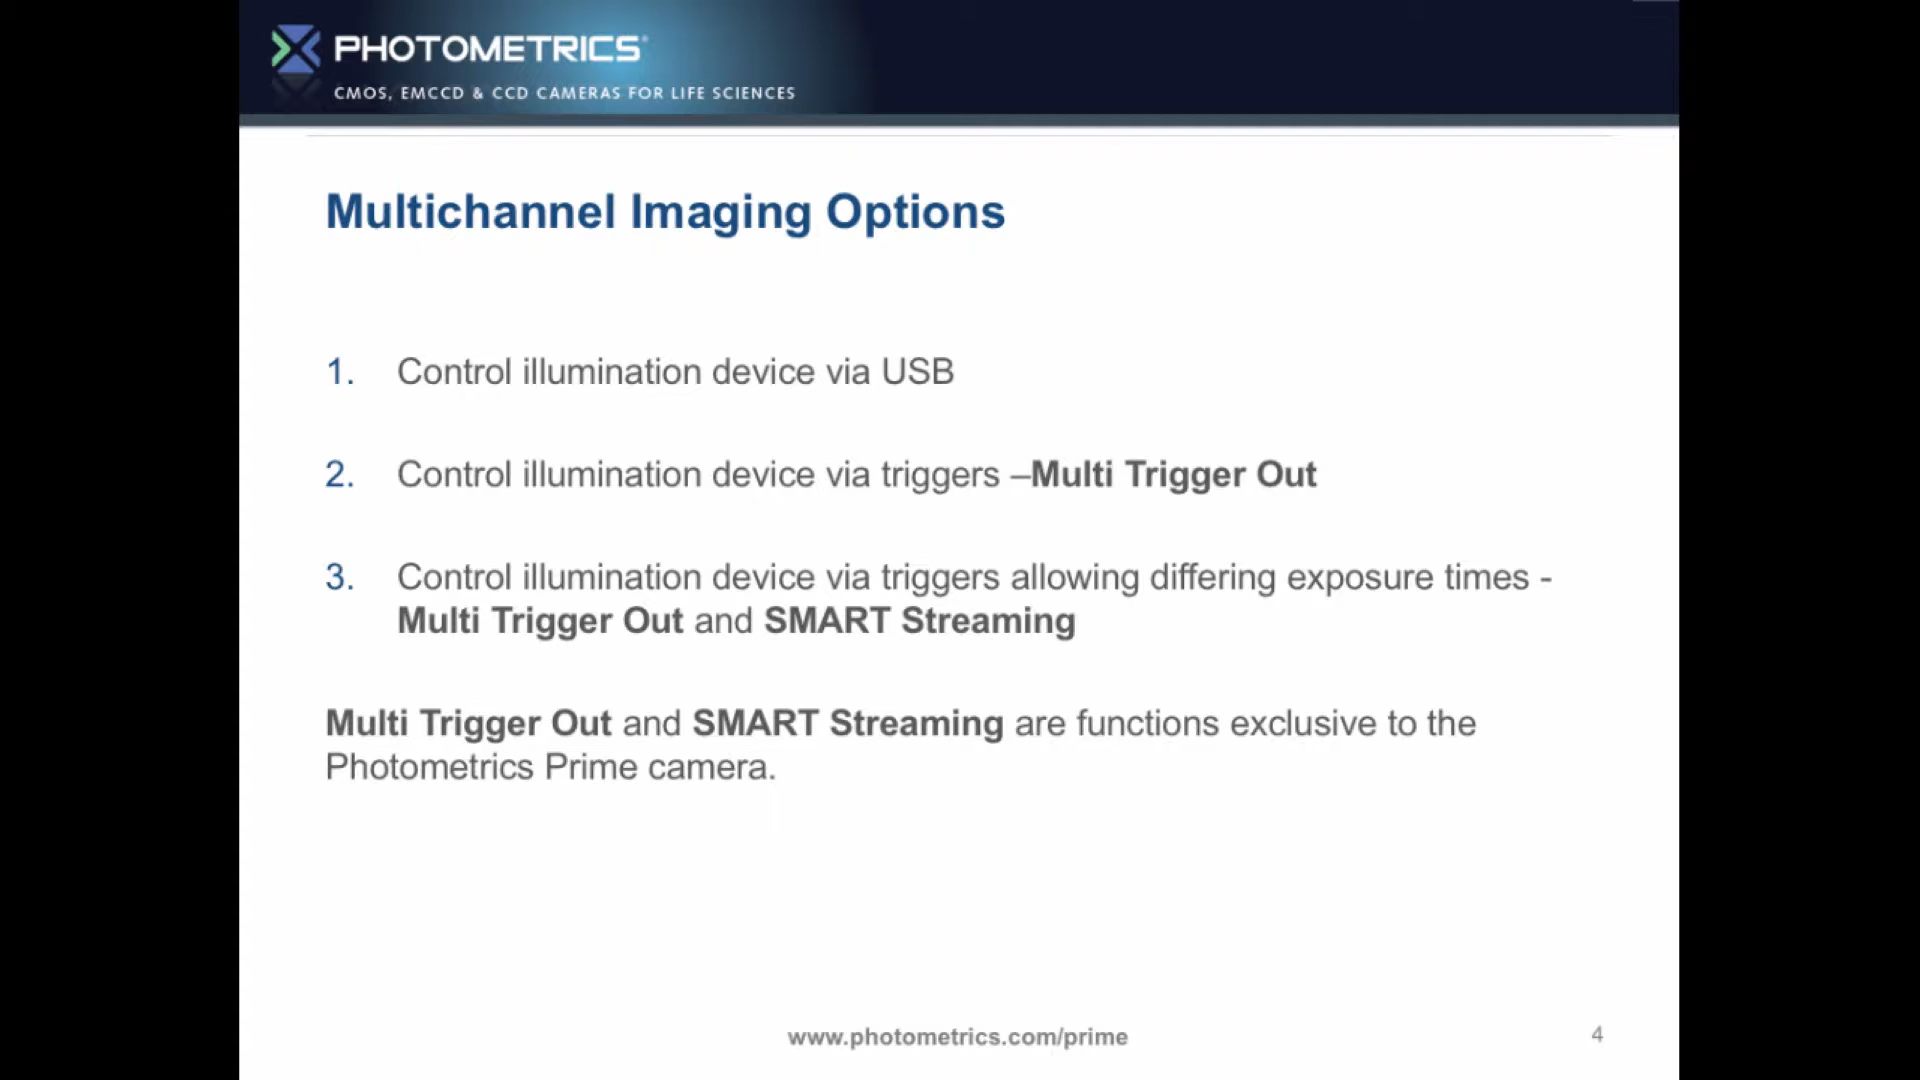 PHOTOMETRICS®
CMOS, EMCCD & CCD CAMERAS FOR LIFE SCIENCES
Multichannel Imaging Options
1. Control illumination device via USB
2. Control illumination device via triggers –Multi Trigger Out
3. Control illumination device via triggers allowing differing exposure times -
Multi Trigger Out and SMART Streaming
Multi Trigger Out and SMART Streaming are functions exclusive to the
Photometrics Prime camera.
www.photometrics.com/prime
4